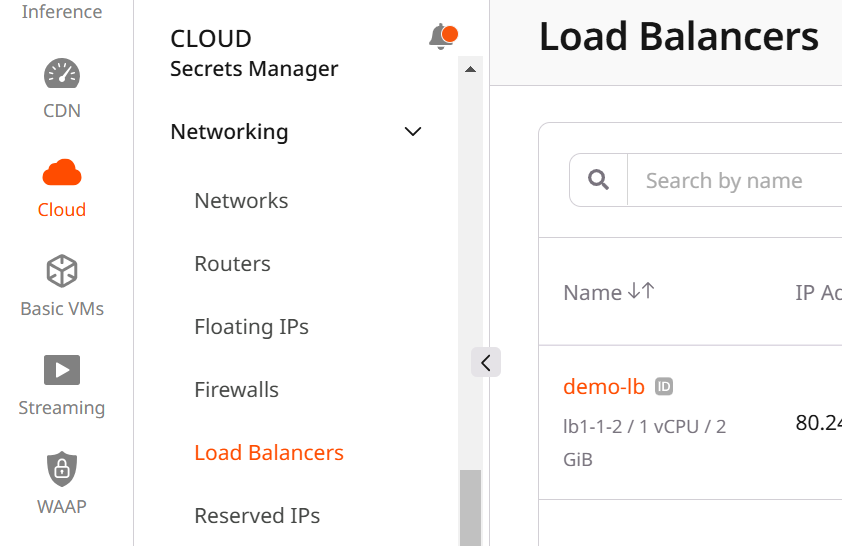 Inference
CDN
Cloud
Basic VMs
Streaming
WAAP
CLOUD
Secrets Manager
Networking
Networks
Routers
Floating IPs
Firewalls
Load Balancers
Reserved IPs
Load Balancers
Search by name
Name
IP Ad
demo-lb ID
80.24
lb1-1-2 / 1 vCPU / 2
GiB